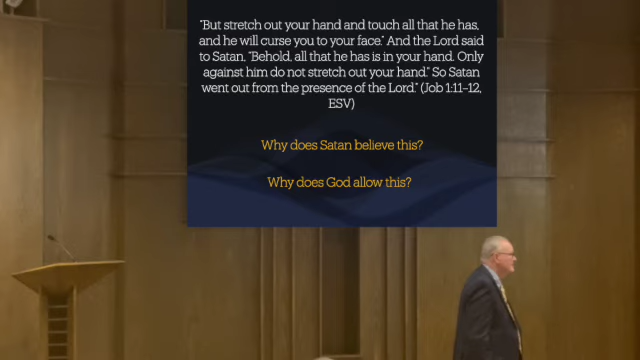 "But stretch out your hand and touch all that he has,
and he will curse you to your face." And the Lord said
to Satan, "Behold, all that he has is in your hand. Only
against him do not stretch out your hand." So Satan
went out from the presence of the Lord." (Job 1:11-12,
ESV)
Why does Satan believe this?
Why does God allow this?